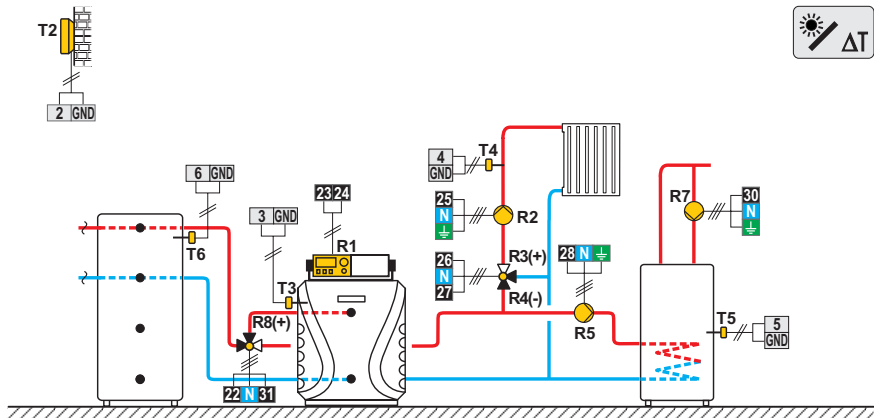 T2
2 GND
ΔT
6 GND
T6
3 GND
T3
23 24
R1
R8(+)
22 N 31
4
GND
T4
25
N
R2
26
N
27
R3(+)
R4(-)
28 N
R5
R7
30
N
T5
5
GND